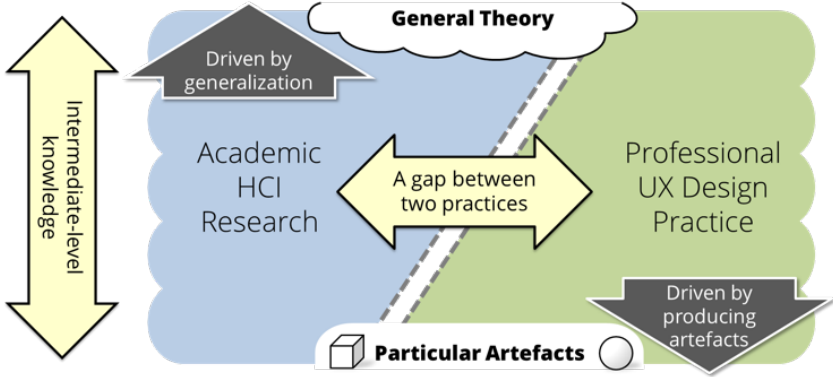 General Theory
Driven by
generalization
Intermediate-level
knowledge
Academic
HCI
Research
A gap between
two practices
Professional
UX Design
Practice
Driven by
producing
artefacts
Particular Artefacts